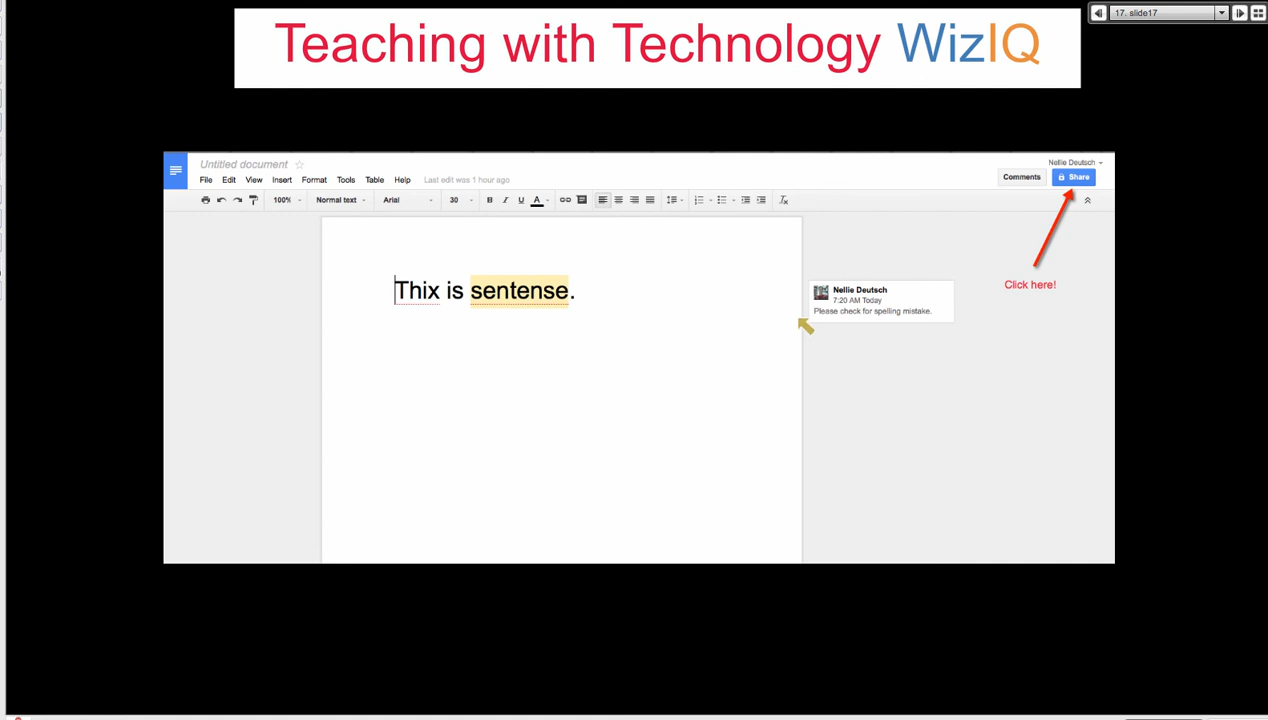 17. slide17
Teaching with Technology WizIQ
Untitled document
Nellie Deutsch
File Edit View Insert Format Tools Table Help Last edit was 1 hour ago
Comments Share
100% Normal text Arial 30 B I U A
Thix is sentense.
Click here!
Nellie Deutsch
7:20 AM Today
Please check for spelling mistake.